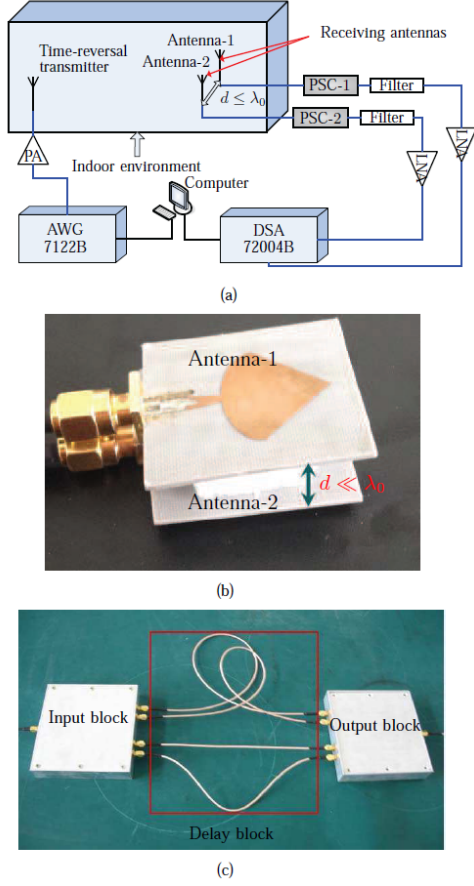 Antenna-1
Receiving antennas
Time-reversal
transmitter
Antenna-2
d ≤ λ₀
PSC-1
Filter
PSC-2
Filter
PA
Indoor environment
Computer
LNA
LNA
AWG
7122B
DSA
72004B
(a)
Antenna-1
d ≪ λ₀
Antenna-2
(b)
Input block
Output block
Delay block
(c)